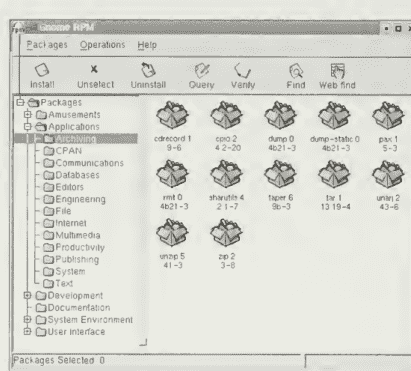 Gnome RPM
Packages Operations Help
Install Unselect Uninstall Query Verify Find Web find
Packages
Amusements
Applications
Archiving
CPAN
Communications
Databases
Editors
Engineering
File
Internet
Multimedia
Productivity
Publishing
System
Text
Development
Documentation
System Environment
User Interface
cdrecord 1 cpio 2 dump 0 dump-static 0 pax 1
9-6 4 2-20 4b21-3 4b21-3 5-3
rmt 0 sharutils 4 taper 6 tar 1 unarj 2
4b21-3 2 1-7 9b-3 13 19-4 43-6
unzip 5 zip 2
41-3 3-8
Packages Selected 0